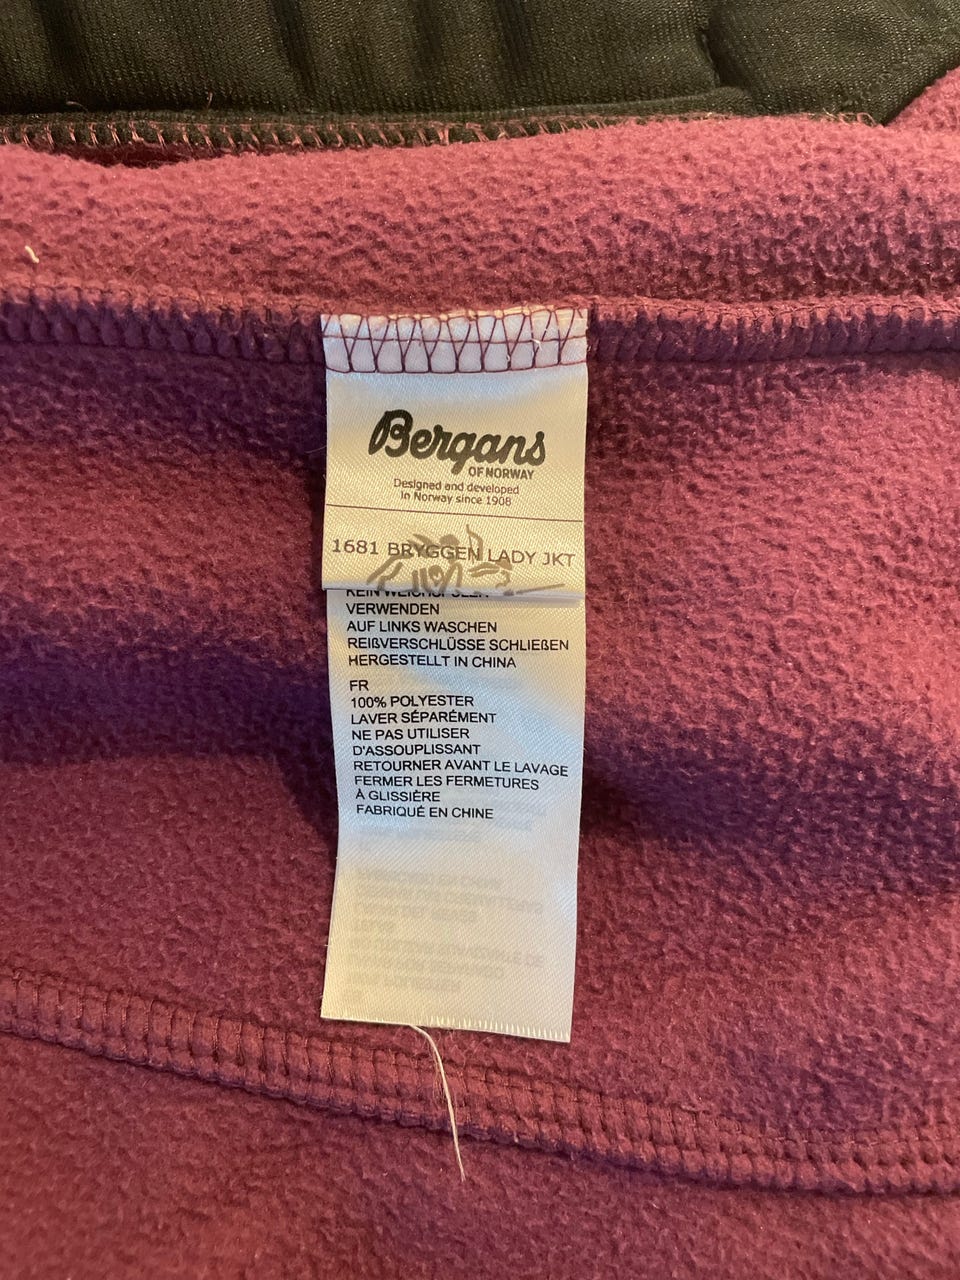 Bergans
OF NORWAY
Designed and developed
in Norway since 1908
1681 BRYGGEN LADY JKT
KEIN WEICHSPÜLER
VERWENDEN
AUF LINKS WASCHEN
REIßVERSCHLÜSSE SCHLIEßEN
HERGESTELLT IN CHINA
FR
100% POLYESTER
LAVER SÉPARÉMENT
NE PAS UTILISER
D'ASSOUPLISSANT
RETOURNER AVANT LE LAVAGE
FERMER LES FERMETURES
À GLISSIÈRE
FABRIQUÉ EN CHINE